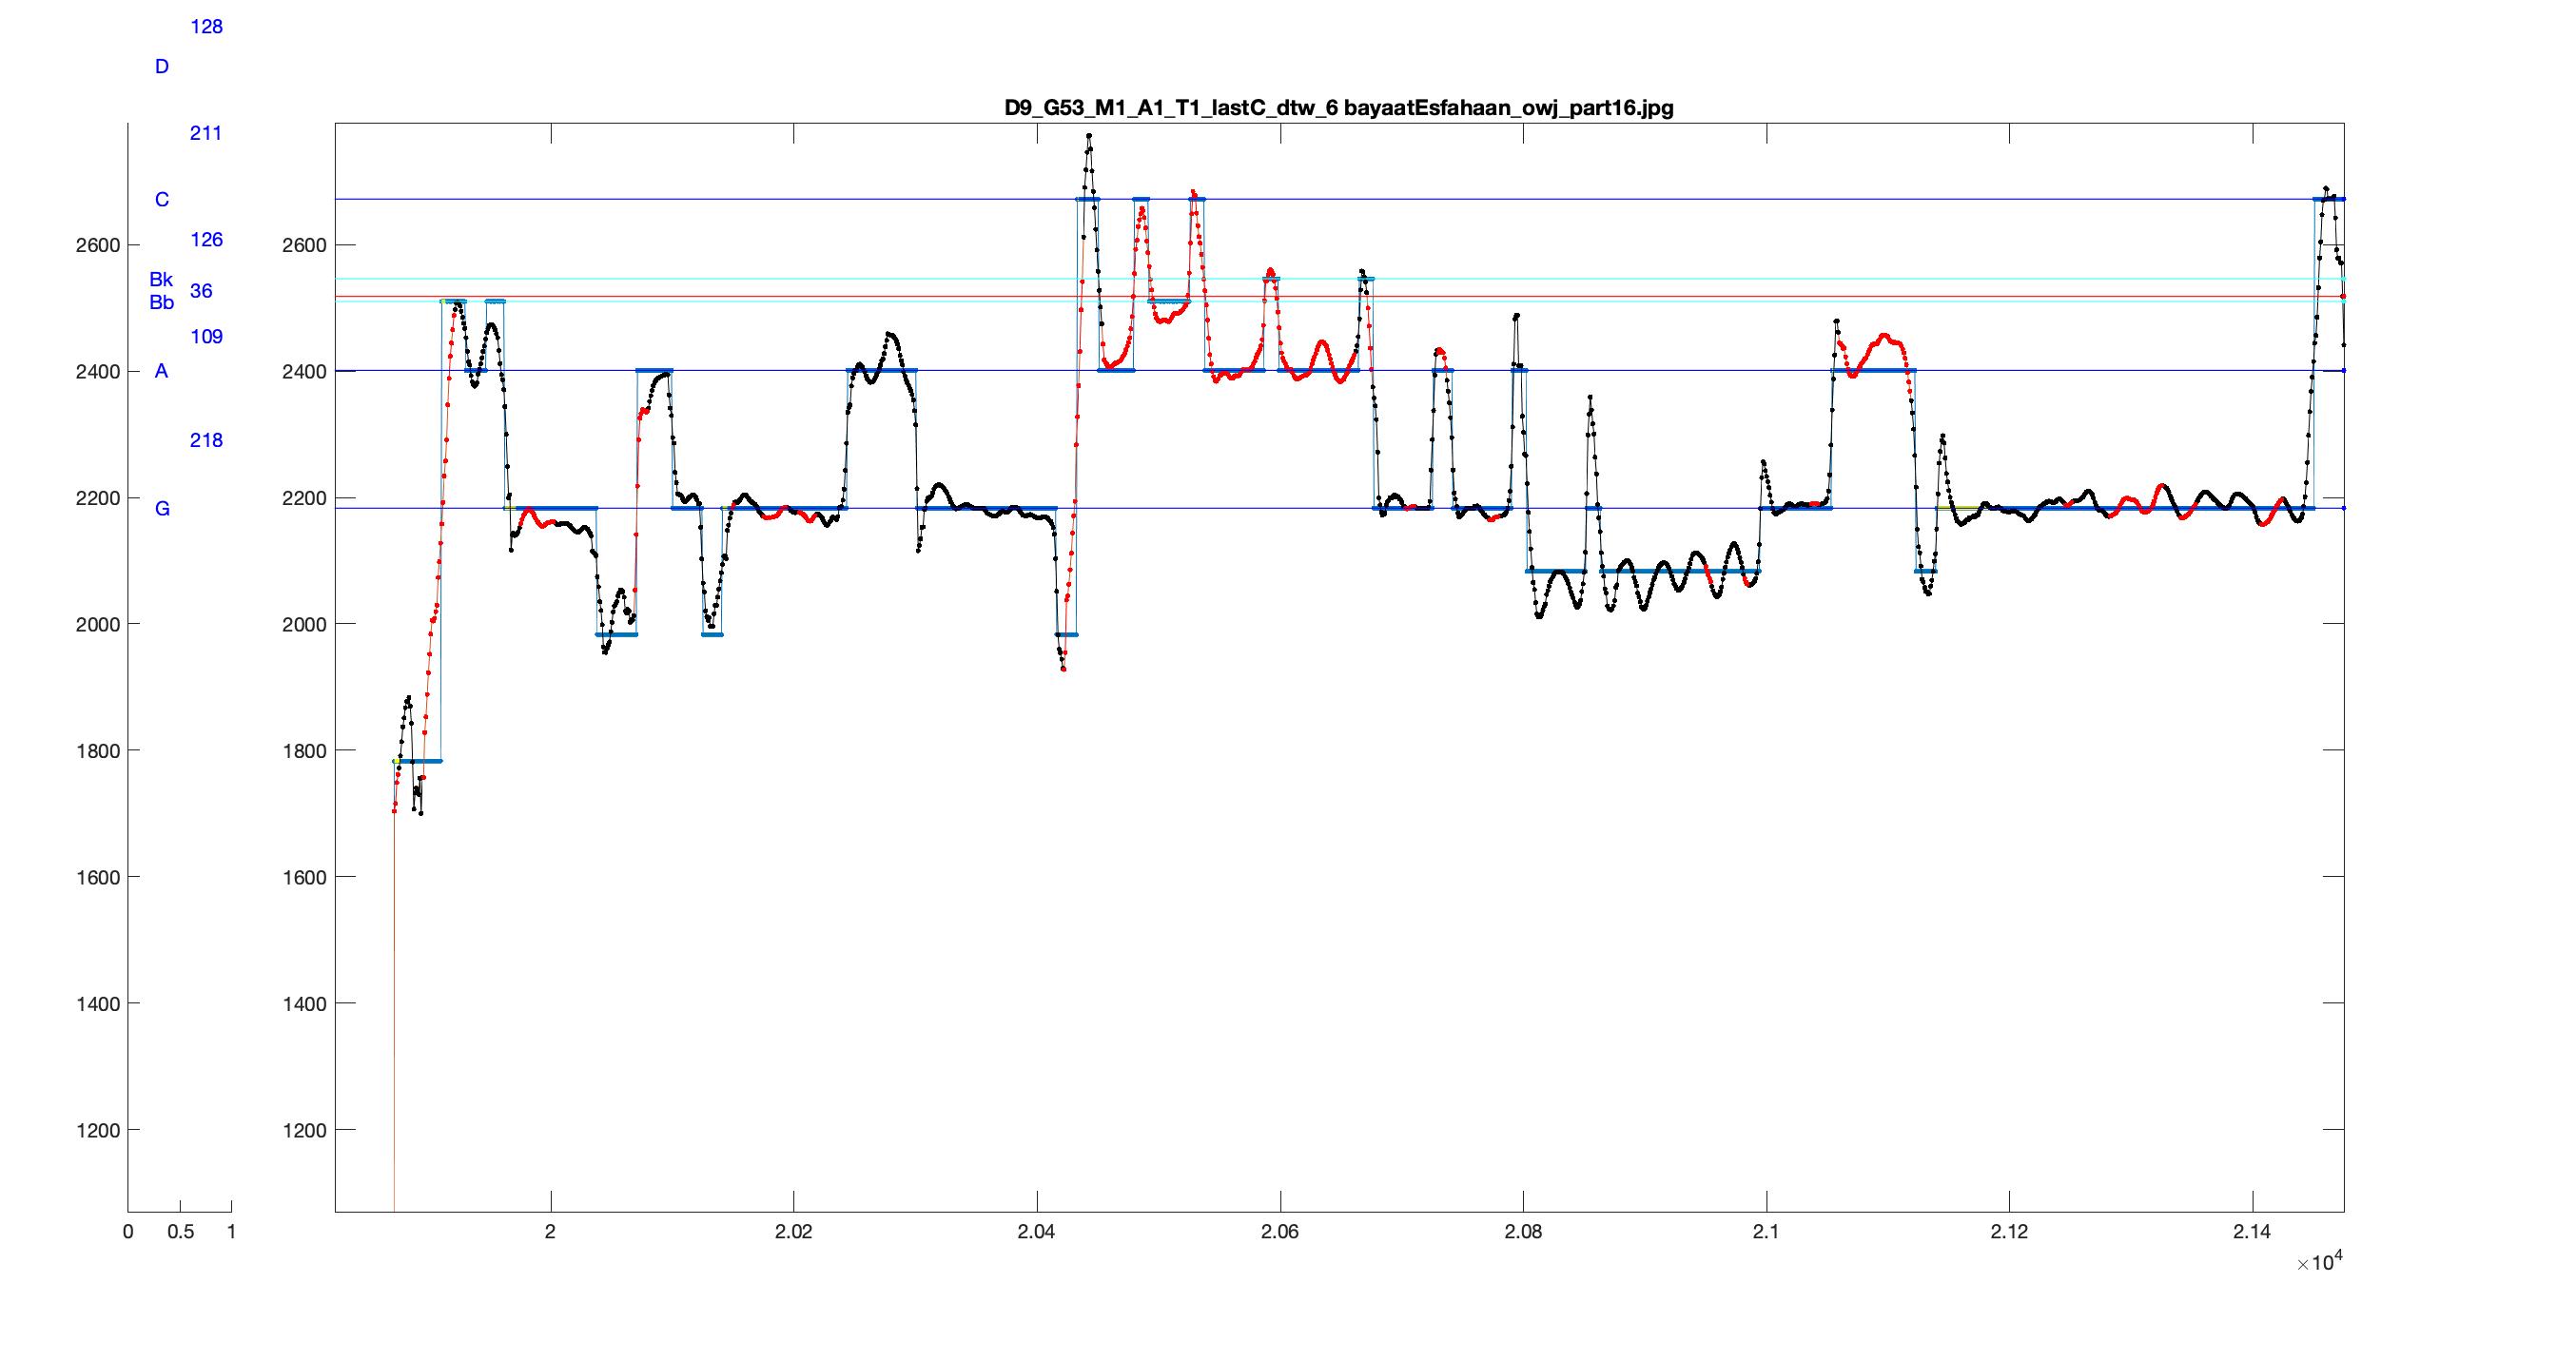 128
D
D9_G53_M1_A1_T1_lastC_dtw_6 bayaatEsfahaan_owj_part16.jpg
211
C
126
2600 2600
Bk
36
Bb
109
2400 A 2400
218
2200 G 2200
2000 2000
1800 1800
1600 1600
1400 1400
1200 1200
0 0.5 1 2 2.02 2.04 2.06 2.08 2.1 2.12 2.14
×10⁴